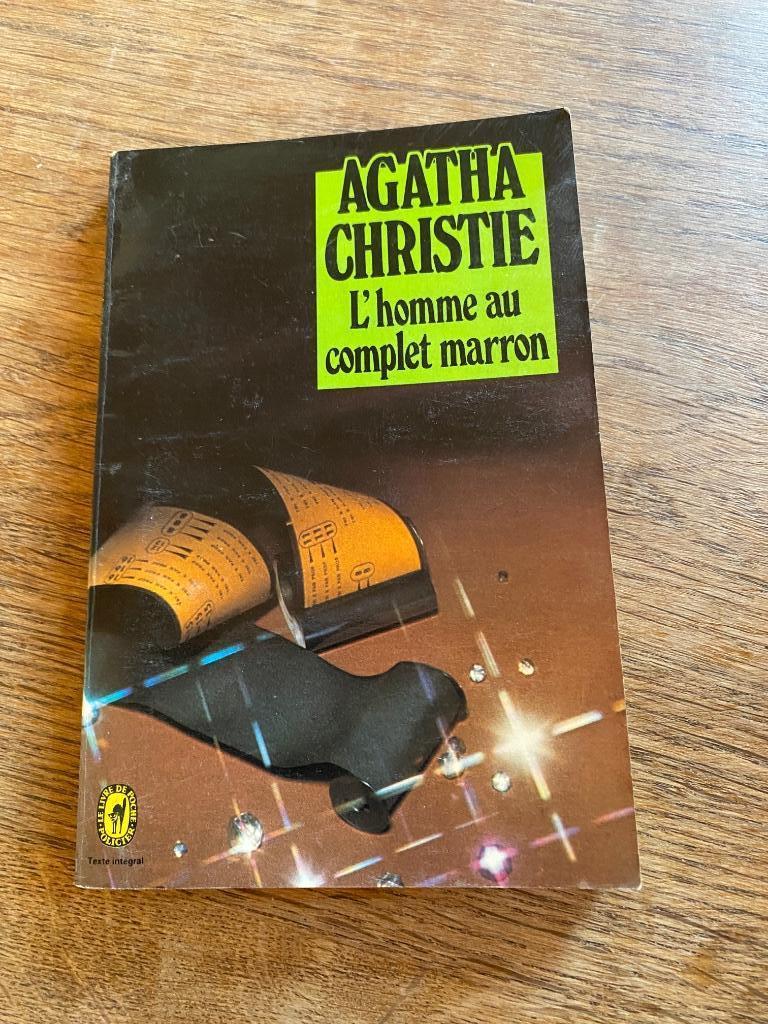 AGATHA
CHRISTIE
L'homme au
complet marron
LE LIVRE DE POCHE
POLICIER
Texte intégral